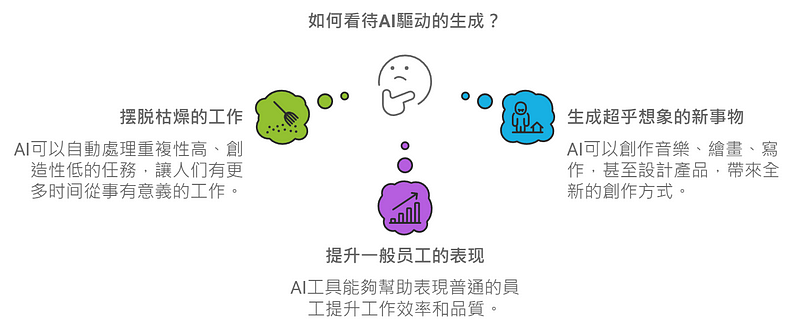 如何看待AI驅动的生成？
摆脱枯燥的工作
AI可以自動處理重複性高、創
造性低的任務，讓人们有更
多时间從事有意義的工作。
生成超乎想象的新事物
AI可以創作音樂、繪畫、寫
作，甚至設計產品，帶來全
新的創作方式。
提升一般员工的表现
AI工具能夠幫助表現普通的員
工提升工作效率和品質。